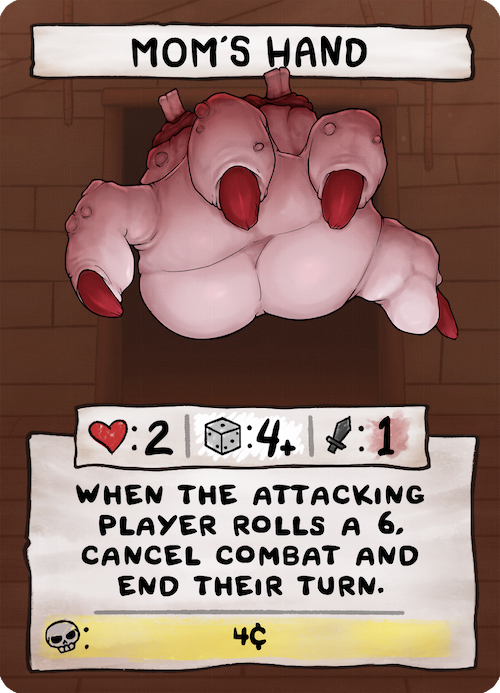 MOM'S HAND
:2 :4+ :1
WHEN THE ATTACKING
PLAYER ROLLS A 6,
CANCEL COMBAT AND
END THEIR TURN.
: 4¢